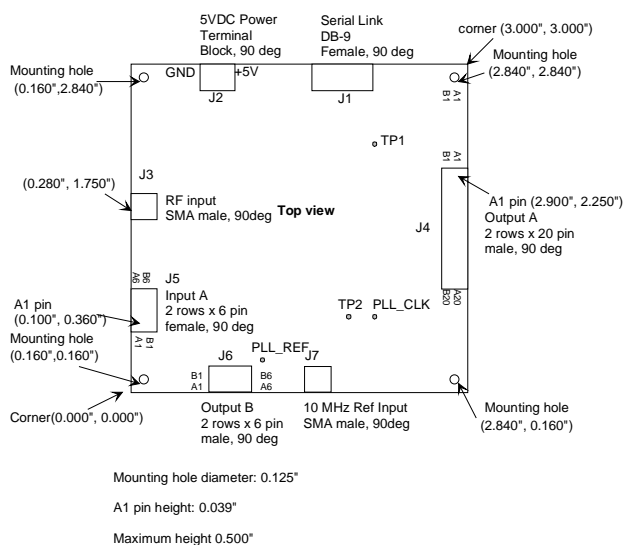 5VDC Power
Terminal
Block, 90 deg
Serial Link
DB-9
Female, 90 deg
corner (3.000", 3.000")
Mounting hole
(0.160",2.840")
GND
+5V
J2
J1
Mounting hole
(2.840", 2.840")
A1
B1
TP1
A1
B1
J3
(0.280", 1.750")
RF input
SMA male, 90deg
Top view
J4
A1 pin (2.900", 2.250")
Output A
2 rows x 20 pin
male, 90 deg
B6
A6
J5
Input A
2 rows x 6 pin
female, 90 deg
A20
B20
A1 pin
(0.100", 0.360")
TP2
PLL_CLK
B1
A1
Mounting hole
(0.160",0.160")
PLL_REF
J6
J7
B1
A1
B6
A6
Corner(0.000", 0.000")
Output B
2 rows x 6 pin
male, 90 deg
10 MHz Ref Input
SMA male, 90deg
Mounting hole
(2.840", 0.160")
Mounting hole diameter: 0.125"
A1 pin height: 0.039"
Maximum height 0.500"